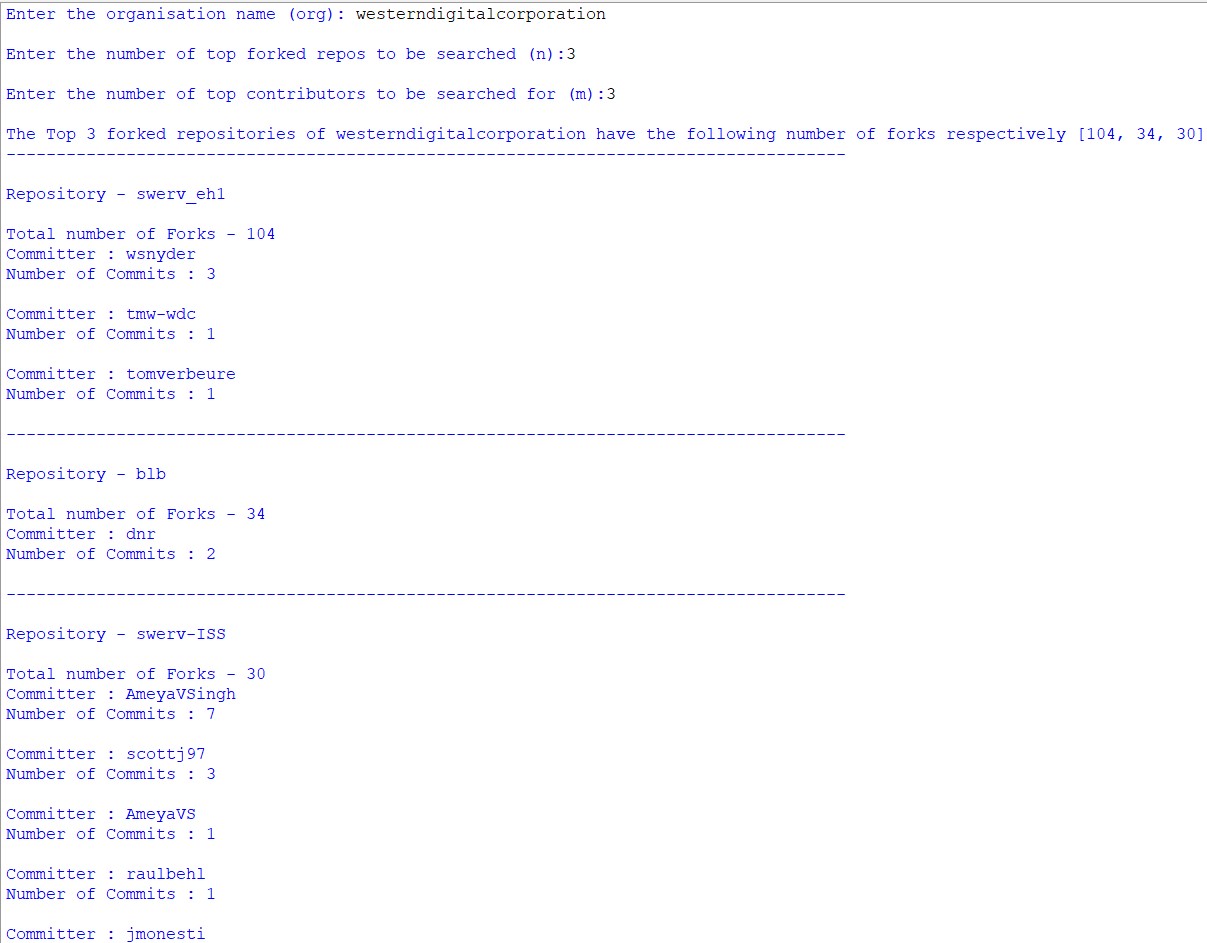 Enter the organisation name (org): westerndigitalcorporation
Enter the number of top forked repos to be searched (n):3
Enter the number of top contributors to be searched for (m):3
The Top 3 forked repositories of westerndigitalcorporation have the following number of forks respectively [104, 34, 30]
------------------------------------------------------------------------------------
Repository - swerv_eh1
Total number of Forks - 104
Committer : wsnyder
Number of Commits : 3
Committer : tmw-wdc
Number of Commits : 1
Committer : tomverbeure
Number of Commits : 1
------------------------------------------------------------------------------------
Repository - blb
Total number of Forks - 34
Committer : dnr
Number of Commits : 2
------------------------------------------------------------------------------------
Repository - swerv-ISS
Total number of Forks - 30
Committer : AmeyaVSingh
Number of Commits : 7
Committer : scottj97
Number of Commits : 3
Committer : AmeyaVS
Number of Commits : 1
Committer : raulbehl
Number of Commits : 1
Committer : jmonesti